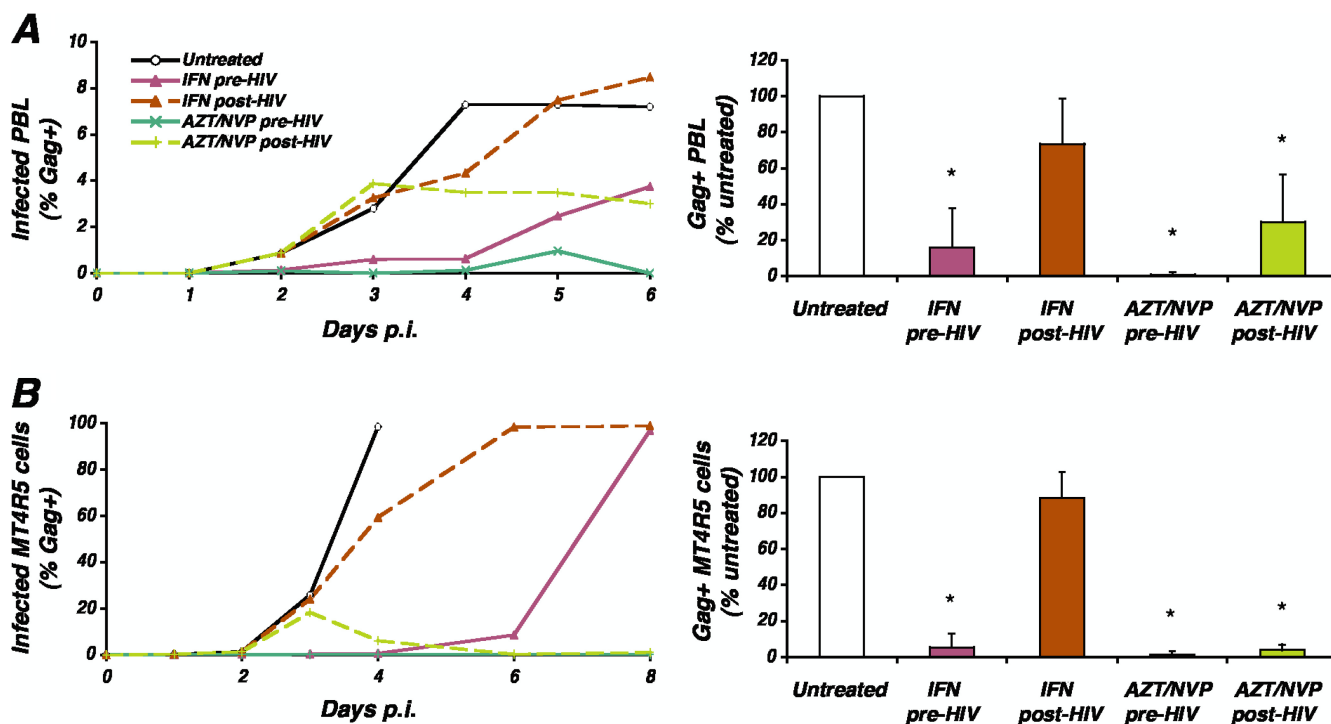 A
Infected PBL
(% Gag+)
10
8
6
4
2
0
Untreated
IFN pre-HIV
IFN post-HIV
AZT/NVP pre-HIV
AZT/NVP post-HIV
0 1 2 3 4 5 6
Days p.i.
Gag+ PBL
(% untreated)
120
100
80
60
40
20
0
* * *
Untreated IFN IFN AZT/NVP AZT/NVP
pre-HIV post-HIV pre-HIV post-HIV
B
Infected MT4R5 cells
(% Gag+)
100
80
60
40
20
0
0 2 4 6 8
Days p.i.
Gag+ MT4R5 cells
(% untreated)
120
100
80
60
40
20
0
* * *
Untreated IFN IFN AZT/NVP AZT/NVP
pre-HIV post-HIV pre-HIV post-HIV